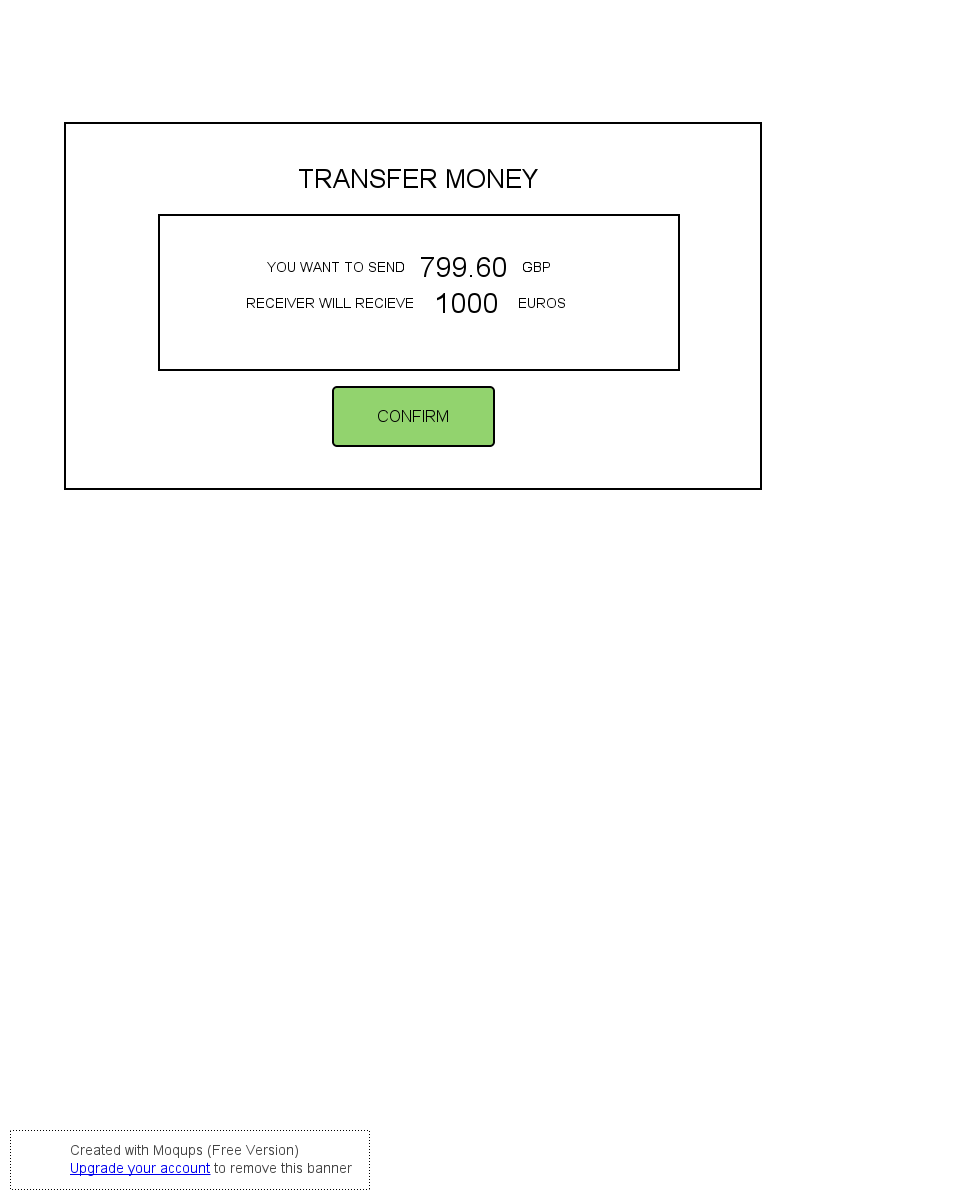 TRANSFER MONEY
YOU WANT TO SEND 799.60 GBP
RECEIVER WILL RECIEVE 1000 EUROS
CONFIRM
Created with Moqups (Free Version)
Upgrade your account to remove this banner